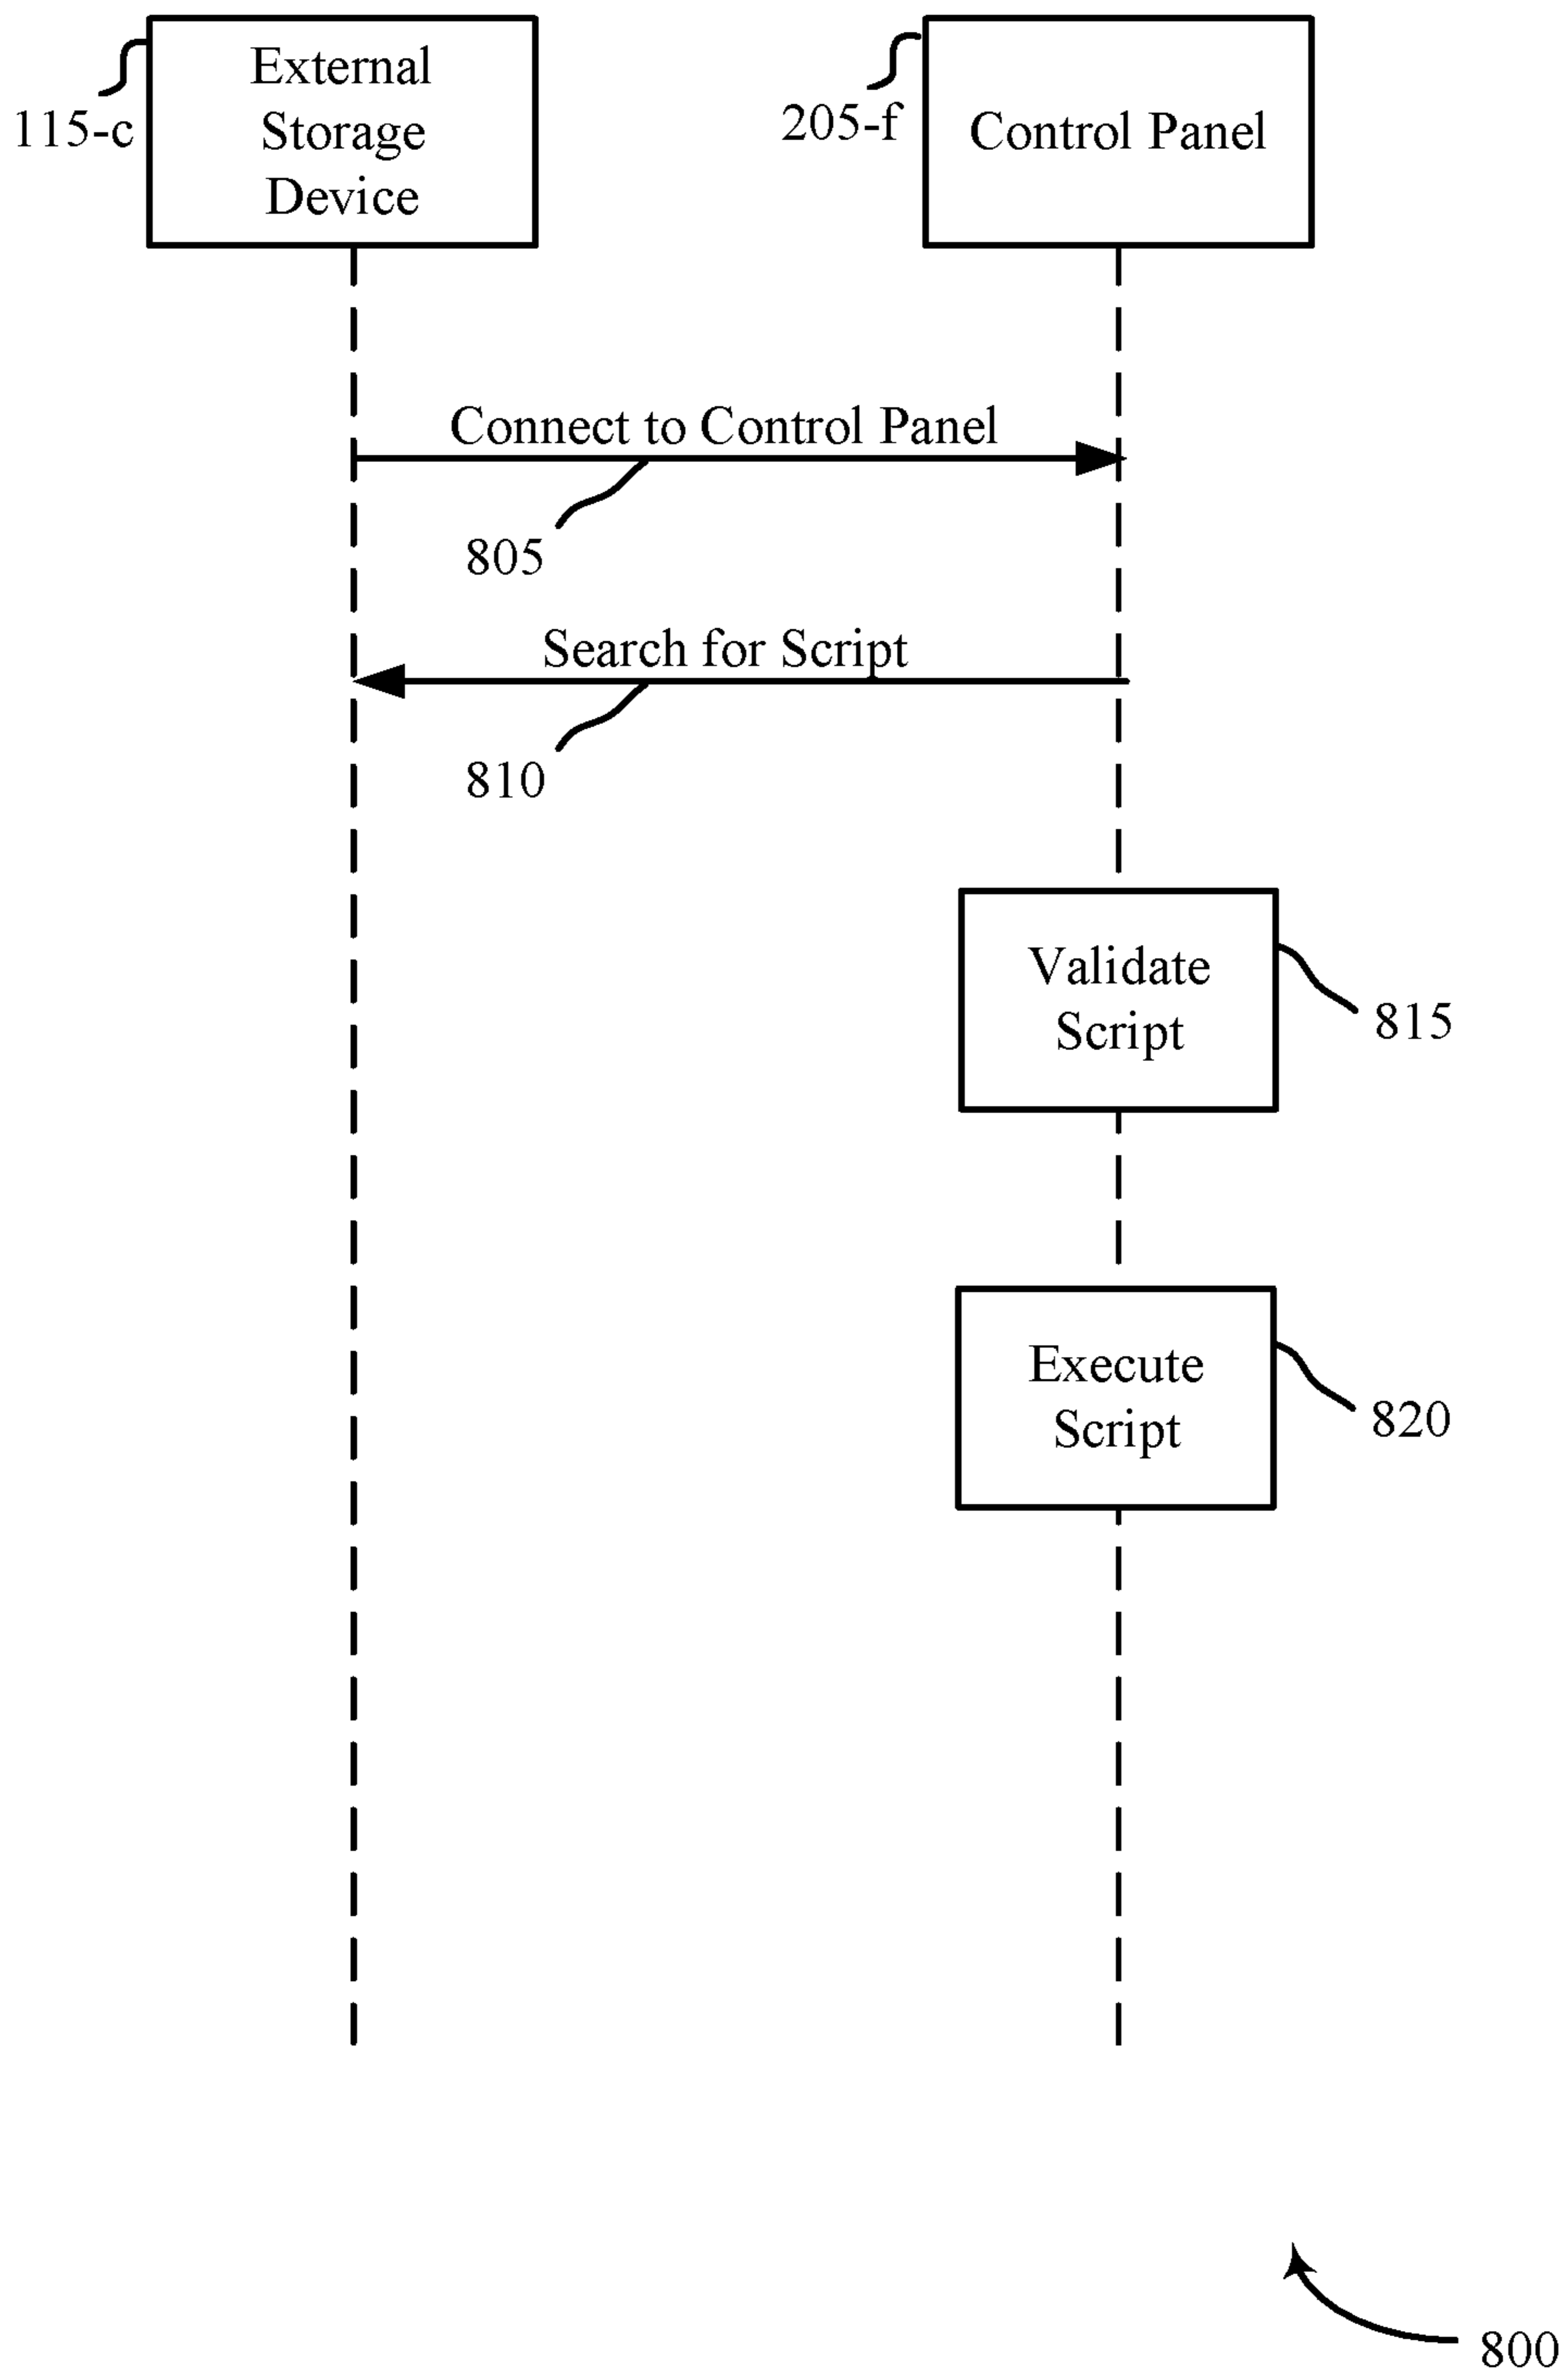 External
Storage
Device
115-c
Control Panel
205-f
Connect to Control Panel
805
Search for Script
810
Validate
Script
815
Execute
Script
820
800